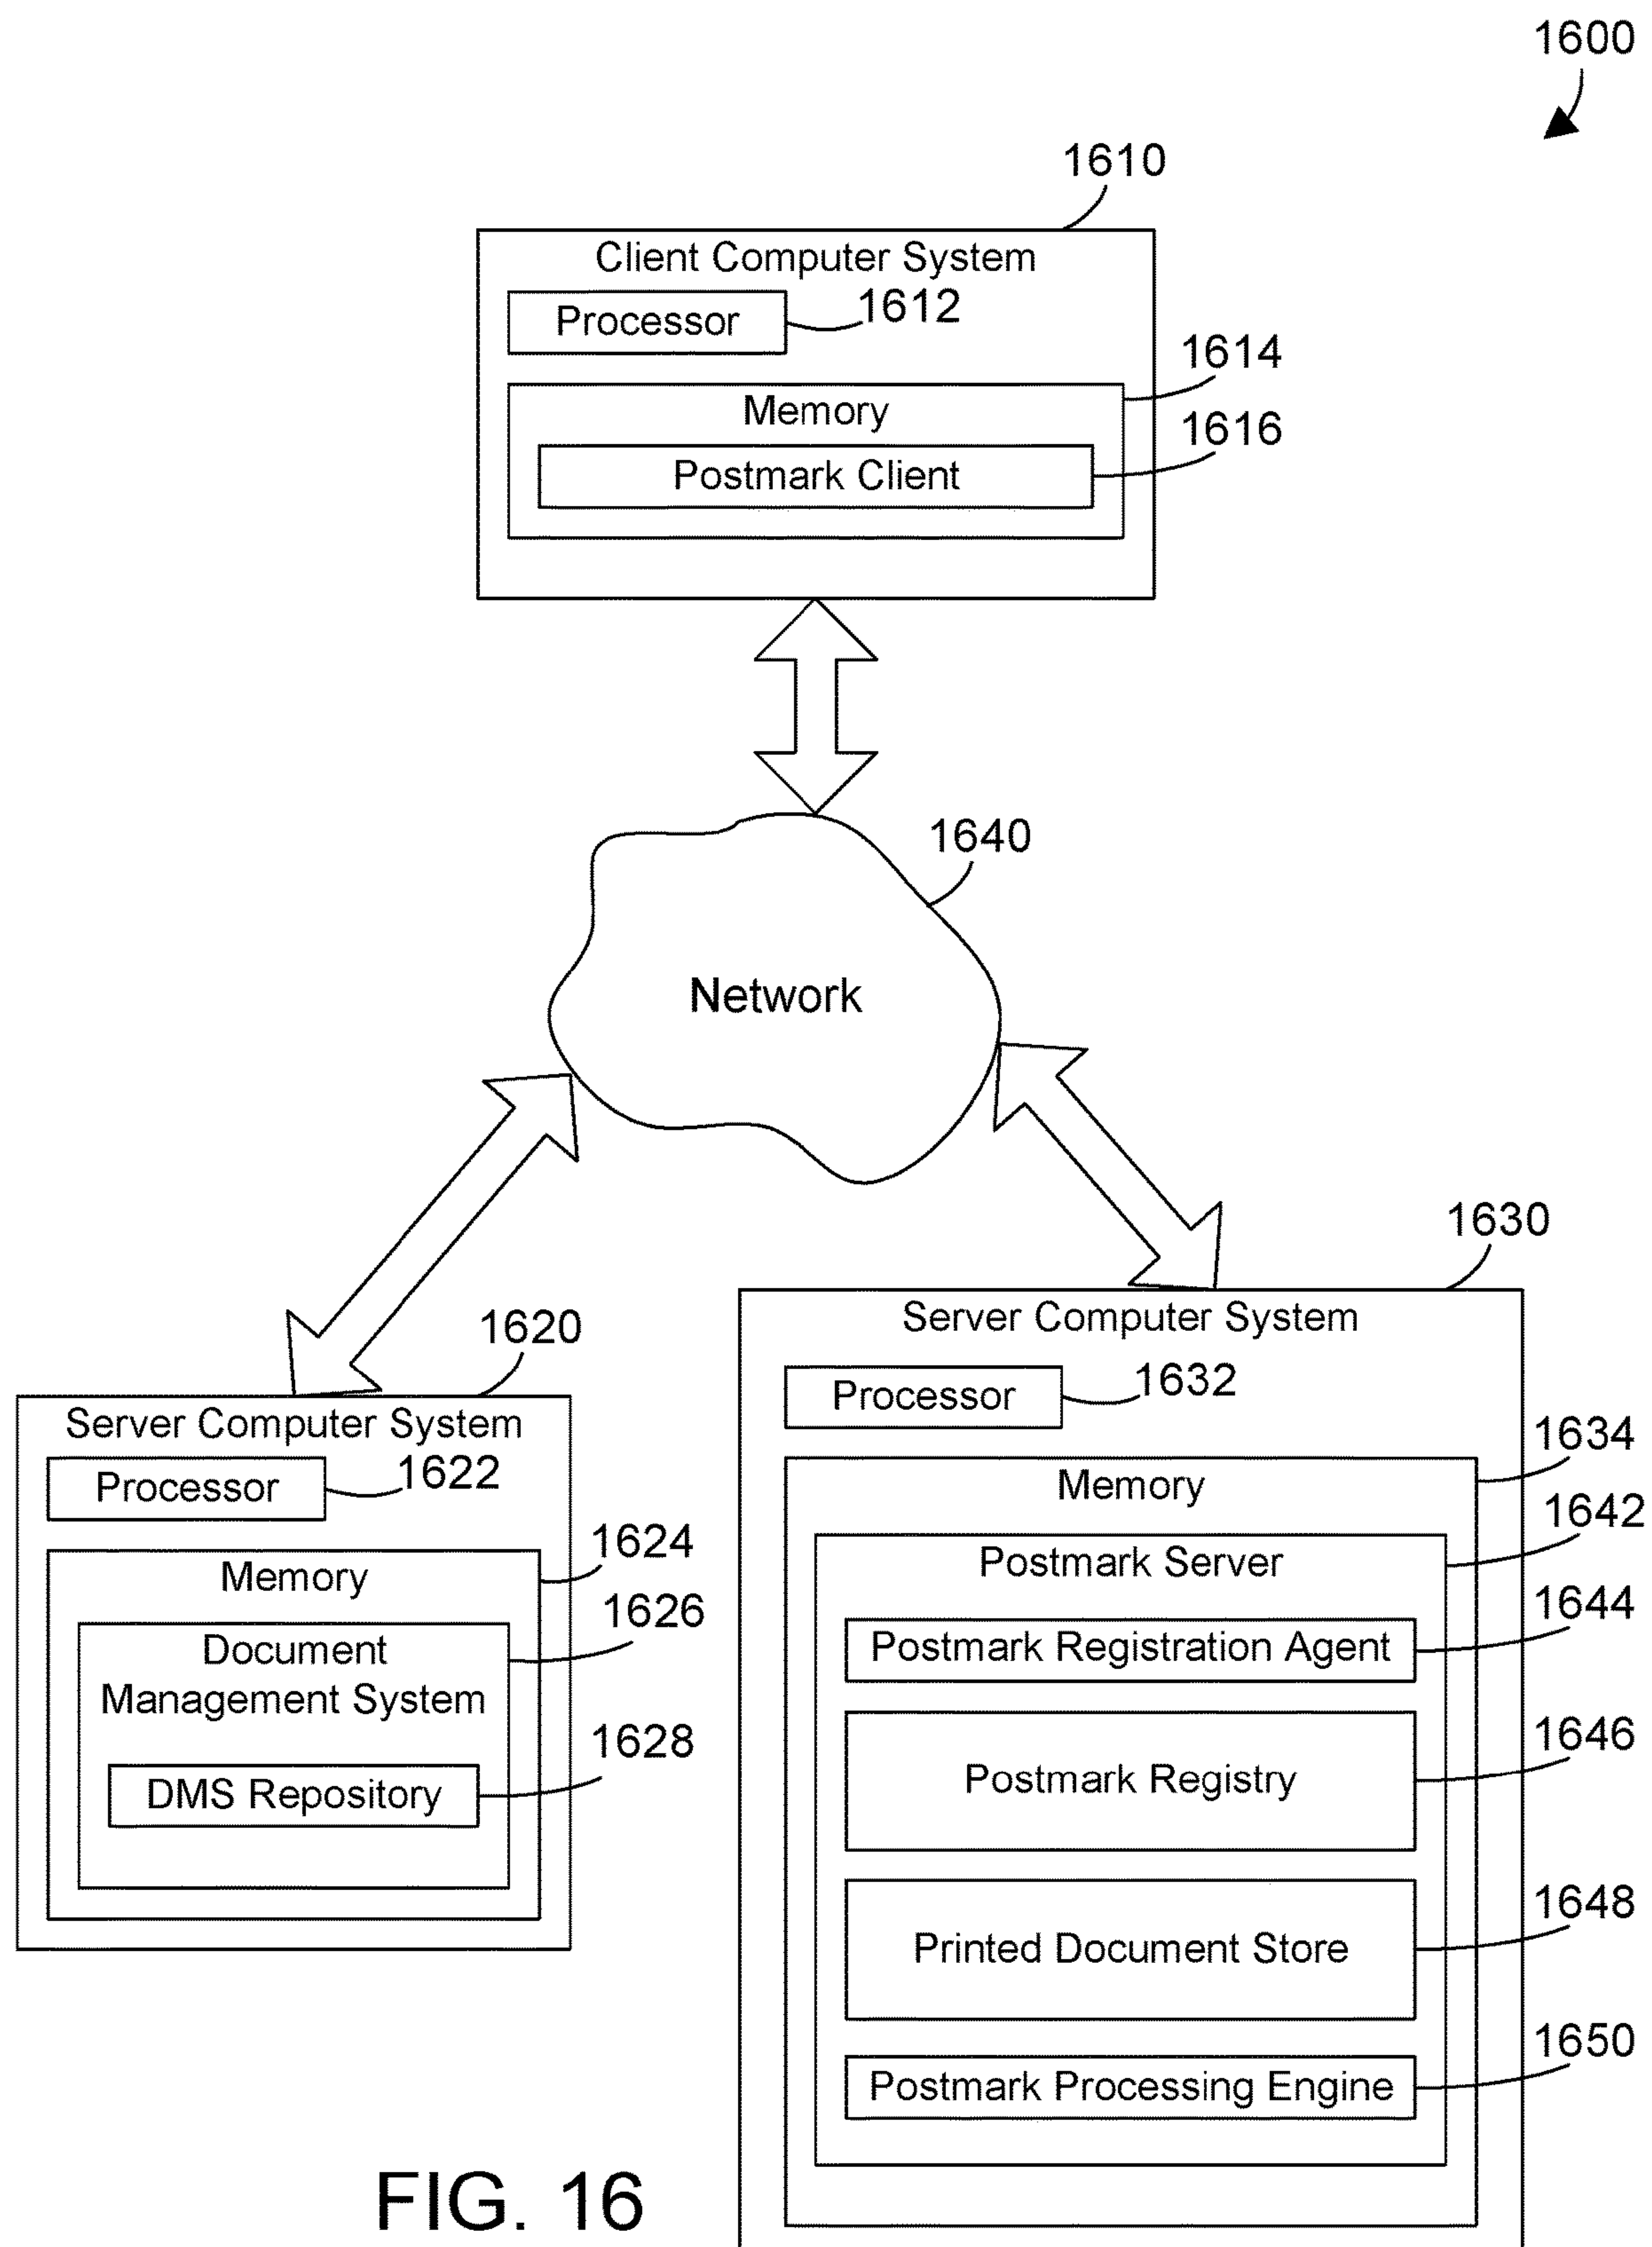 1600
1610
Client Computer System
Processor
1612
1614
Memory
1616
Postmark Client
1640
Network
1630
Server Computer System
Processor
1632
1634
Memory
1642
Postmark Server
1644
Postmark Registration Agent
1646
Postmark Registry
1648
Printed Document Store
1650
Postmark Processing Engine
1620
Server Computer System
Processor
1622
1624
Memory
1626
Document
Management System
1628
DMS Repository
FIG. 16